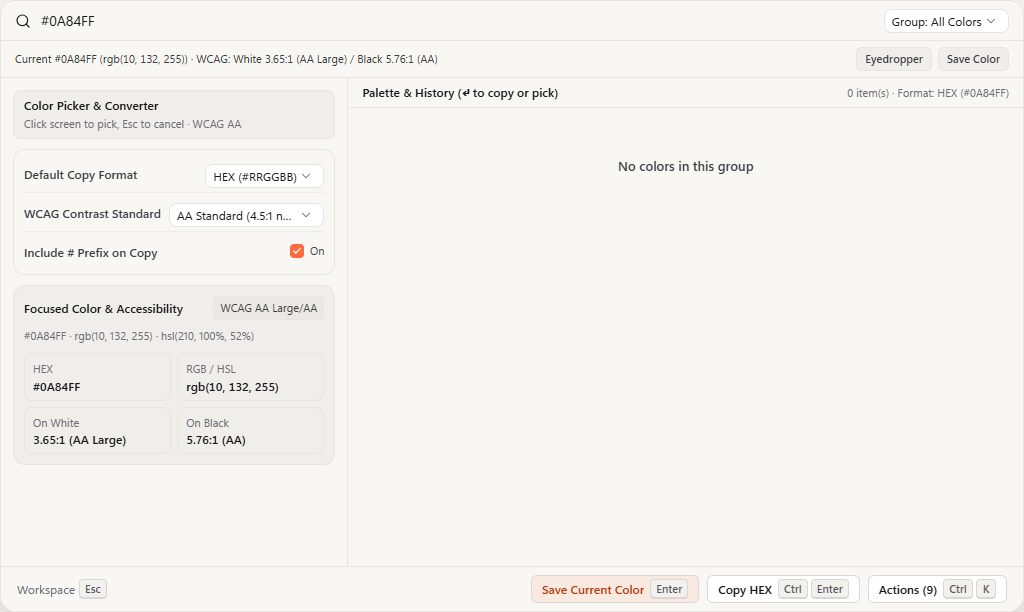 #0A84FF
Group: All Colors
Current #0A84FF (rgb(10, 132, 255)) · WCAG: White 3.65:1 (AA Large) / Black 5.76:1 (AA)
Eyedropper
Save Color
Color Picker & Converter
Click screen to pick, Esc to cancel · WCAG AA
Default Copy Format
HEX (#RRGGBB)
WCAG Contrast Standard
AA Standard (4.5:1 n...
Include # Prefix on Copy
On
Focused Color & Accessibility
WCAG AA Large/AA
#0A84FF · rgb(10, 132, 255) · hsl(210, 100%, 52%)
HEX
#0A84FF
RGB / HSL
rgb(10, 132, 255)
On White
3.65:1 (AA Large)
On Black
5.76:1 (AA)
Palette & History (↵ to copy or pick)
0 item(s) · Format: HEX (#0A84FF)
No colors in this group
Workspace Esc
Save Current Color Enter
Copy HEX Ctrl Enter
Actions (9) Ctrl K